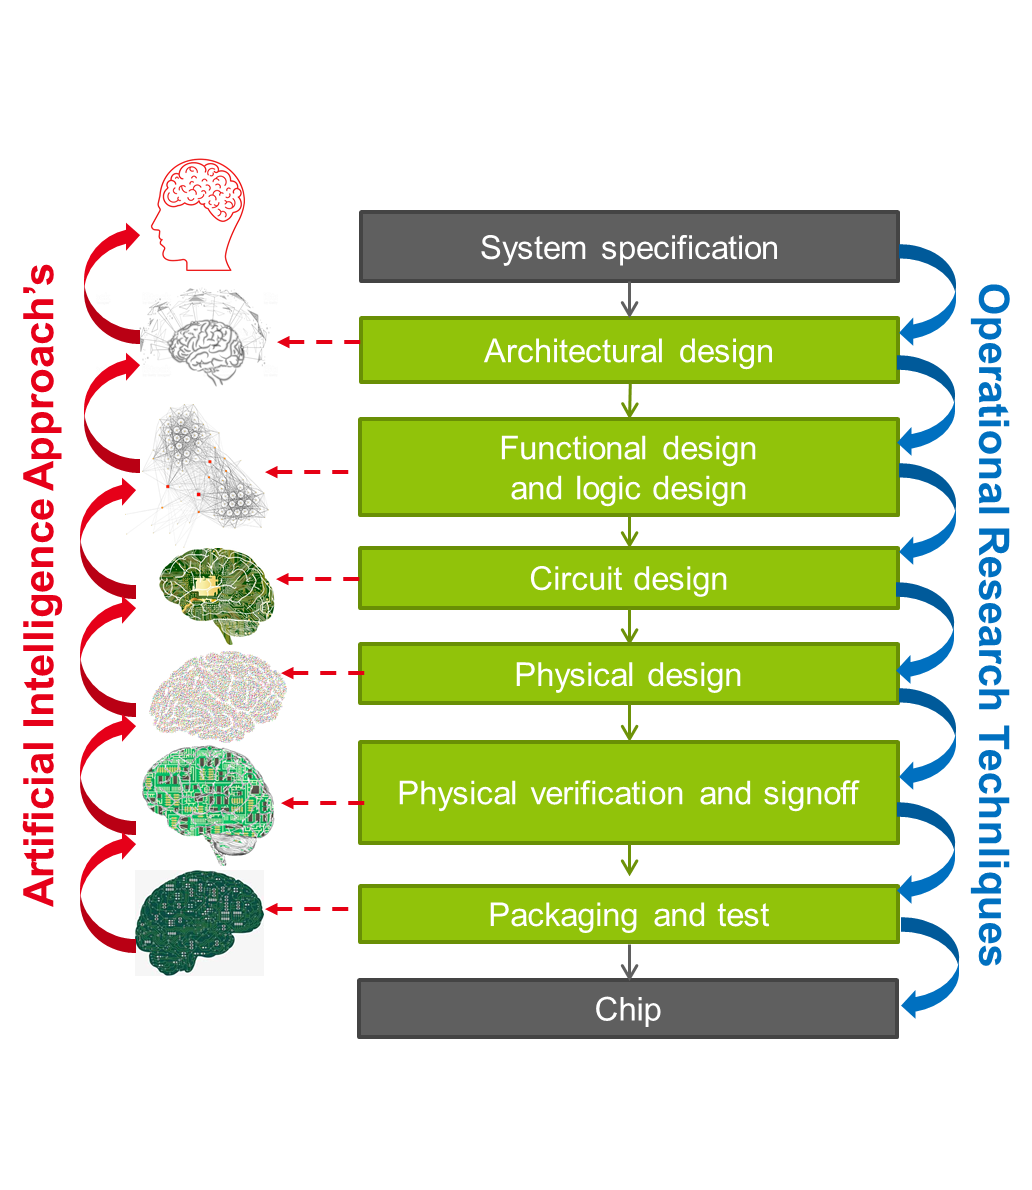 Artificial Intelligence Approach's
System specification
Architectural design
Functional design
and logic design
Circuit design
Physical design
Physical verification and signoff
Packaging and test
Chip
Operational Research Technliques